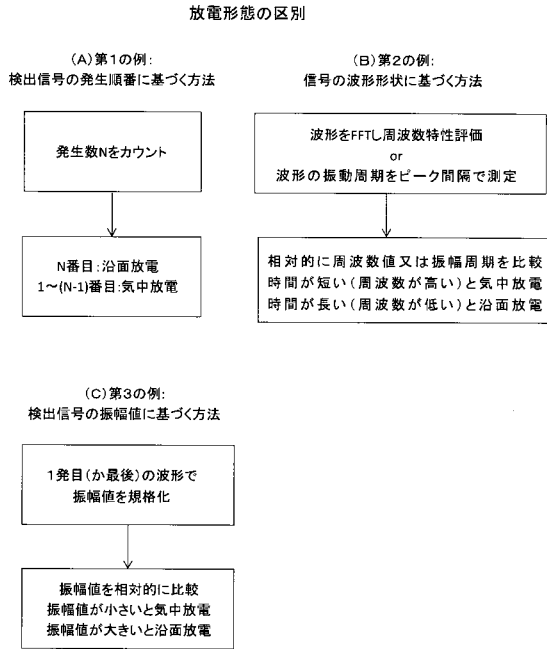 放電形態の区別
(A)第1の例:
検出信号の発生順番に基づく方法
発生数Nをカウント
N番目:沿面放電
1~(N-1)番目:気中放電
(B)第2の例:
信号の波形形状に基づく方法
波形をFFTし周波数特性評価
or
波形の振動周期をピーク間隔で測定
相対的に周波数値又は振幅周期を比較
時間が短い(周波数が高い)と気中放電
時間が長い(周波数が低い)と沿面放電
(C)第3の例:
検出信号の振幅値に基づく方法
1発目(か最後)の波形で
振幅値を規格化
振幅値を相対的に比較
振幅値が小さいと気中放電
振幅値が大きいと沿面放電